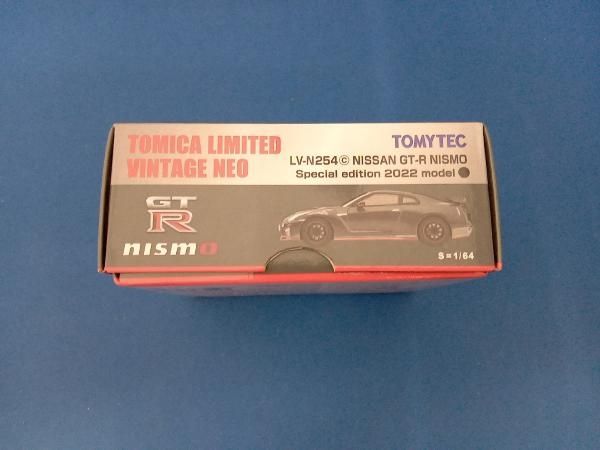 TOMICA LIMITED
VINTAGE NEO
TOMYTEC
LV-N254© NISSAN GT-R NISMO
Special edition 2022 model ●
GT
R
nismo
S=1/64